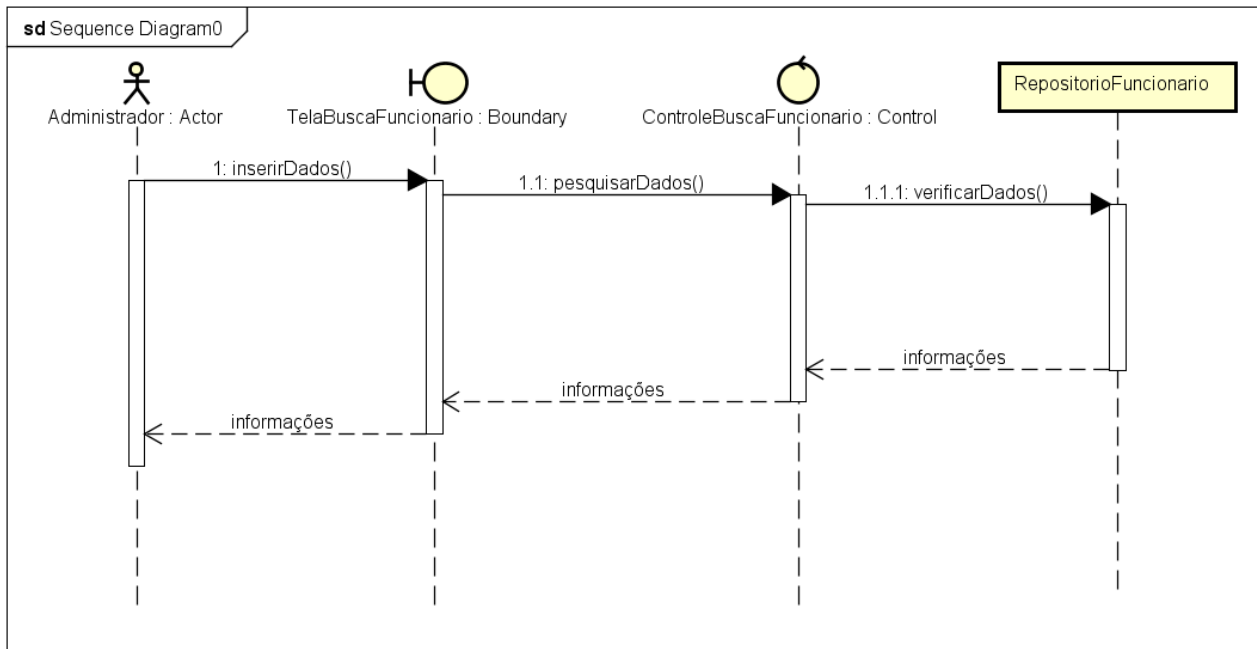 sd Sequence Diagram0
Administrador : Actor
TelaBuscaFuncionario : Boundary
ControleBuscaFuncionario : Control
RepositorioFuncionario
1: inserirDados()
1.1: pesquisarDados()
1.1.1: verificarDados()
informações
informações
informações